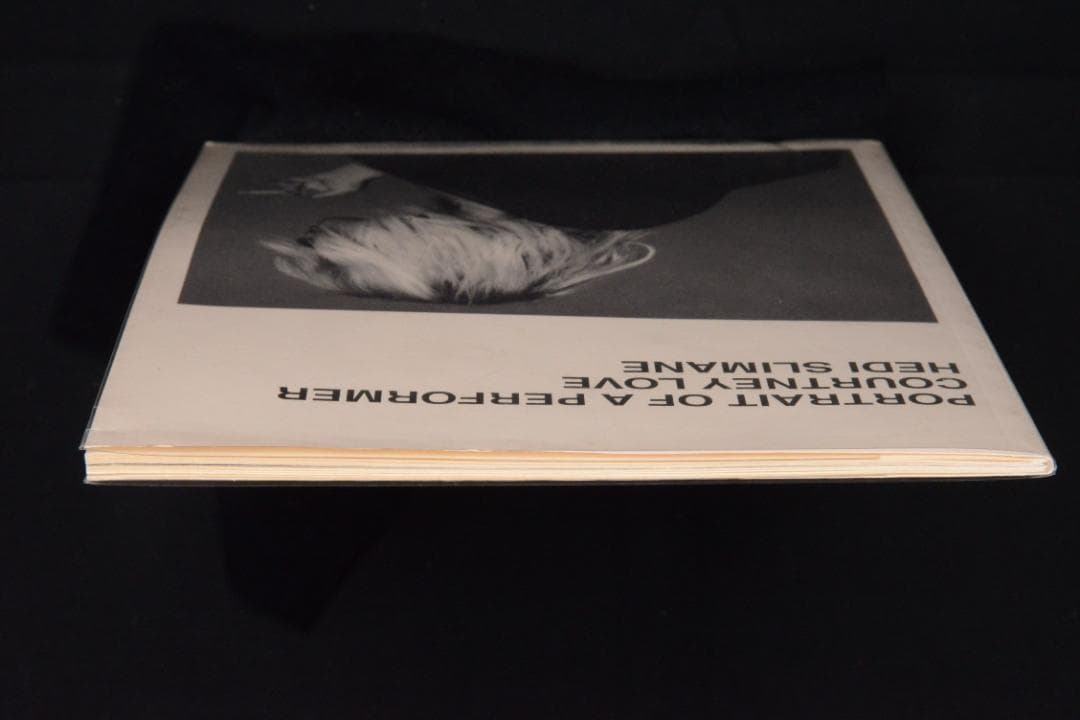 PORTRAIT OF A PERFORMER
COURTNEY LOVE
HEDI SLIMANE